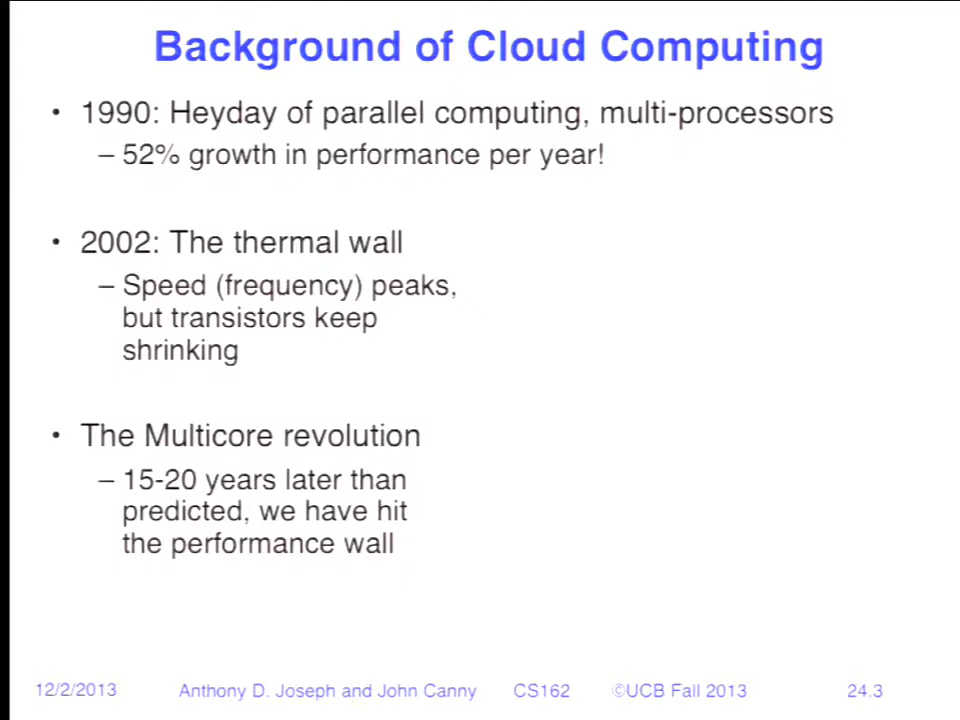 Background of Cloud Computing
• 1990: Heyday of parallel computing, multi-processors
– 52% growth in performance per year!
• 2002: The thermal wall
– Speed (frequency) peaks,
but transistors keep
shrinking
• The Multicore revolution
– 15-20 years later than
predicted, we have hit
the performance wall
12/2/2013 Anthony D. Joseph and John Canny CS162 ©UCB Fall 2013 24.3